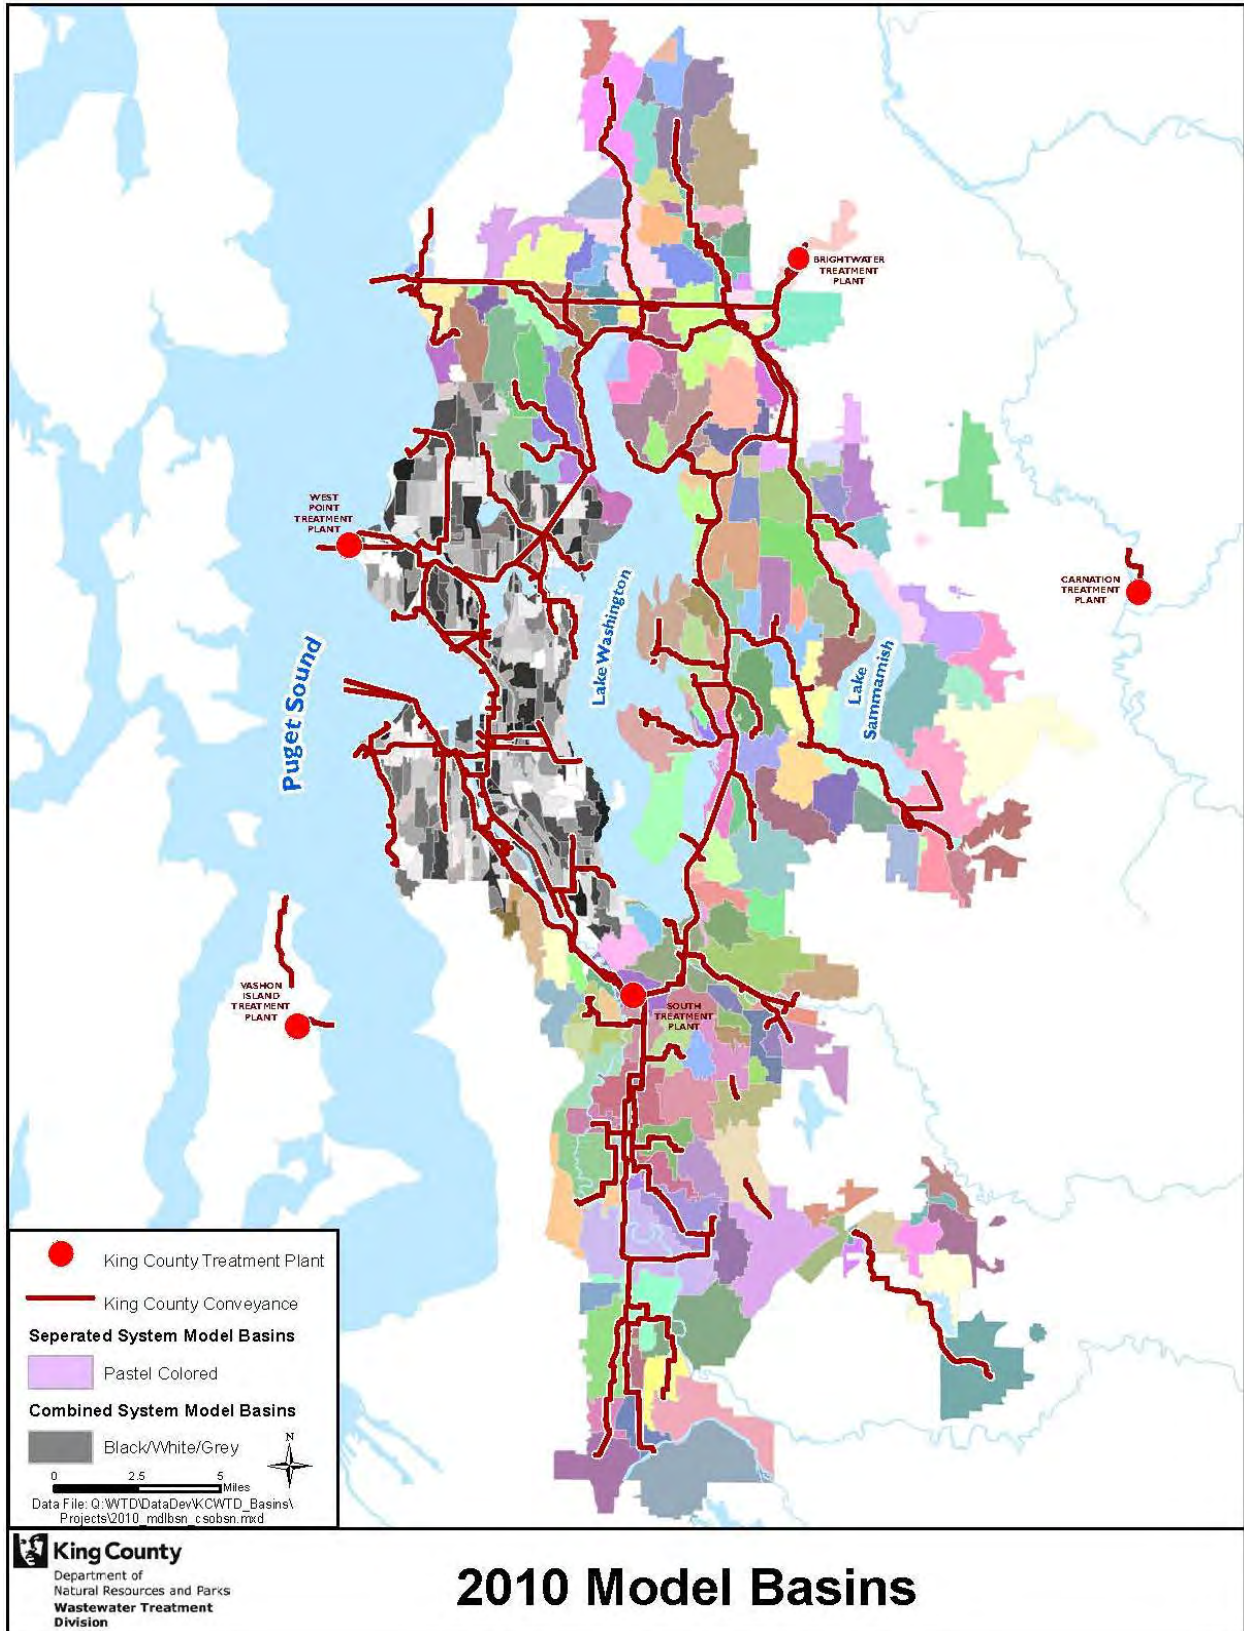 BRIGHTWATER
TREATMENT
PLANT
WEST
POINT
TREATMENT
PLANT
CARNATION
TREATMENT
PLANT
Lake Washington
Puget Sound
Lake
Sammamish
VASHON
ISLAND
TREATMENT
PLANT
SOUTH
TREATMENT
PLANT
King County Treatment Plant
King County Conveyance
Seperated System Model Basins
Pastel Colored
Combined System Model Basins
Black/White/Grey
N
0 2.5 5
Miles
Data File: Q:\WTD\DataDev\KCWTD_Basins\
Projects\2010_mdlbsn_csobsn.mxd
King County
Department of
Natural Resources and Parks
Wastewater Treatment
Division
2010 Model Basins